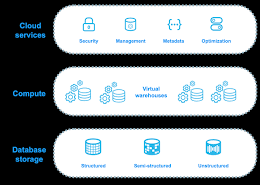 Cloud
services
Security
Management
Metadata
Optimization
Compute
Virtual
warehouses
Database
storage
Structured
Semi-structured
Unstructured